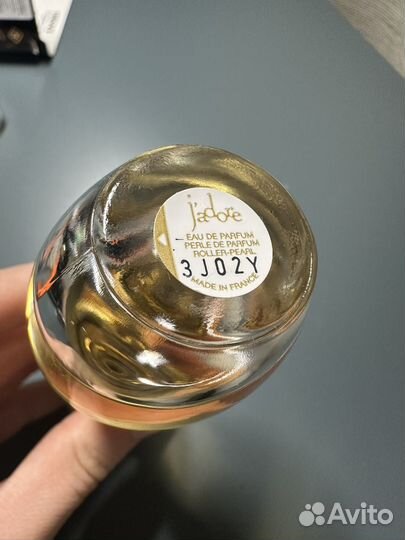 j'adore
EAU DE PARFUM
PERLE DE PARFUM
ROLLER-PEARL
3J02Y
MADE IN FRANCE
Avito